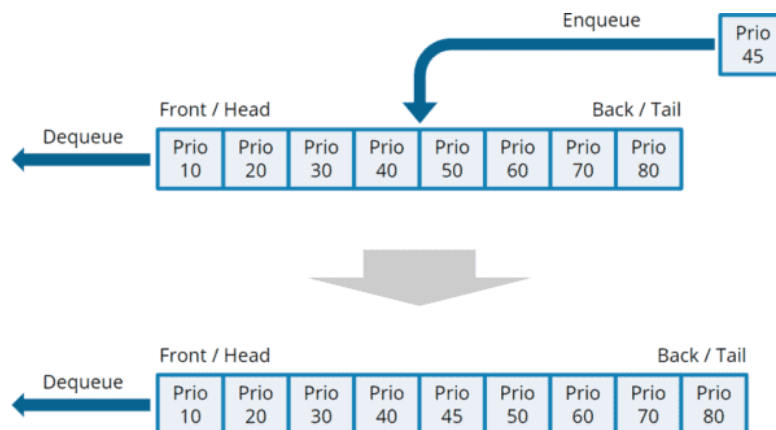 Enqueue
Prio
45
Front / Head
Back / Tail
Dequeue
Prio Prio Prio Prio Prio Prio Prio Prio
10 20 30 40 50 60 70 80
Front / Head
Back / Tail
Dequeue
Prio Prio Prio Prio Prio Prio Prio Prio Prio
10 20 30 40 45 50 60 70 80